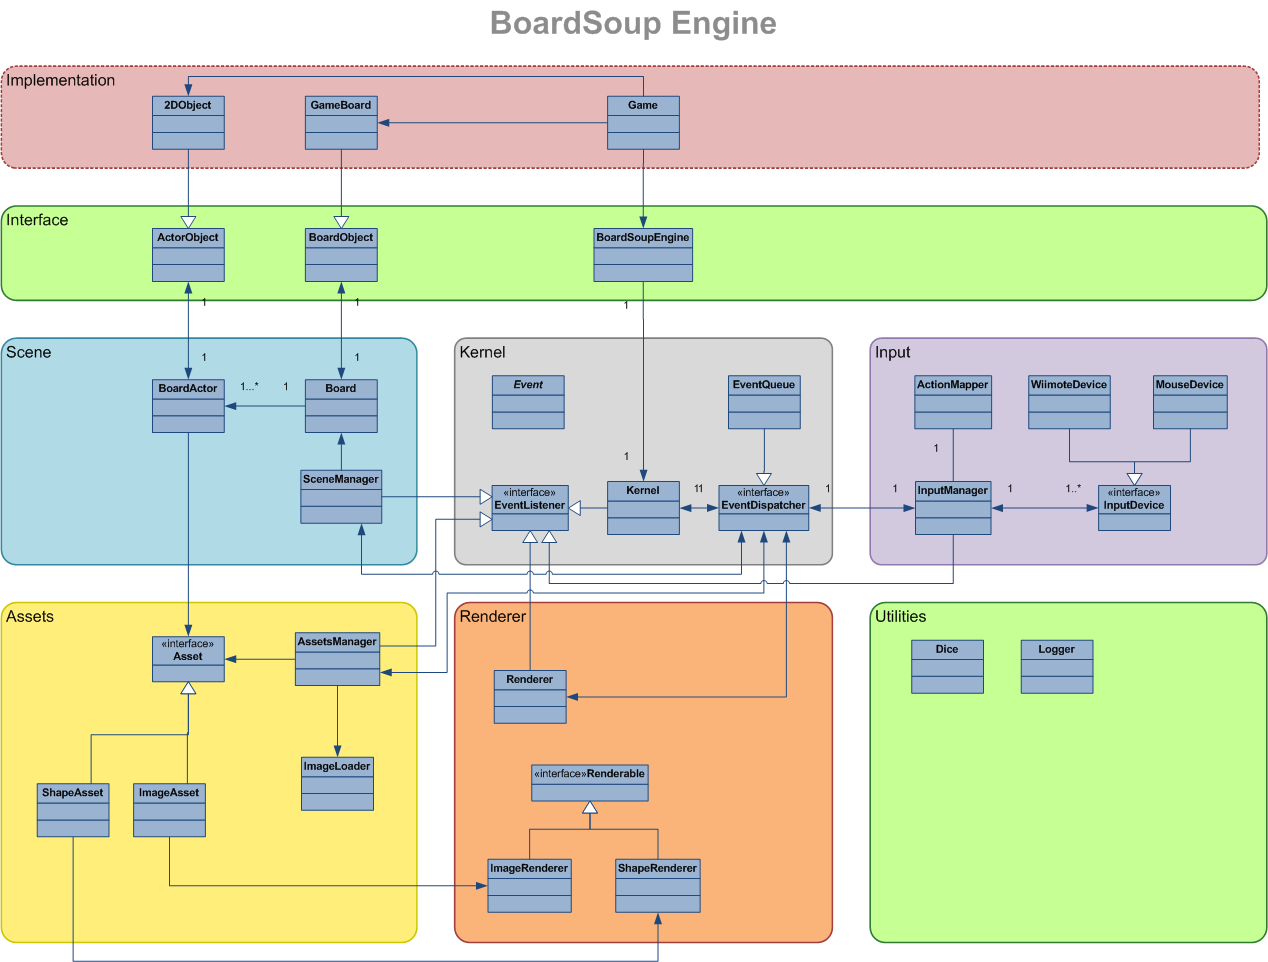 BoardSoup Engine
Implementation
2DObject
GameBoard
Game
Interface
ActorObject
BoardObject
BoardSoupEngine
1
1
1
Scene
1
1
BoardActor
1...*
1
Board
SceneManager
Kernel
Event
EventQueue
1
«interface»
EventListener
Kernel
11
«interface»
EventDispatcher
1
Input
ActionMapper
WiimoteDevice
MouseDevice
1
1
InputManager
1
1..*
«interface»
InputDevice
Assets
«interface»
Asset
AssetsManager
ImageLoader
ShapeAsset
ImageAsset
Renderer
Renderer
«interface»Renderable
ImageRenderer
ShapeRenderer
Utilities
Dice
Logger